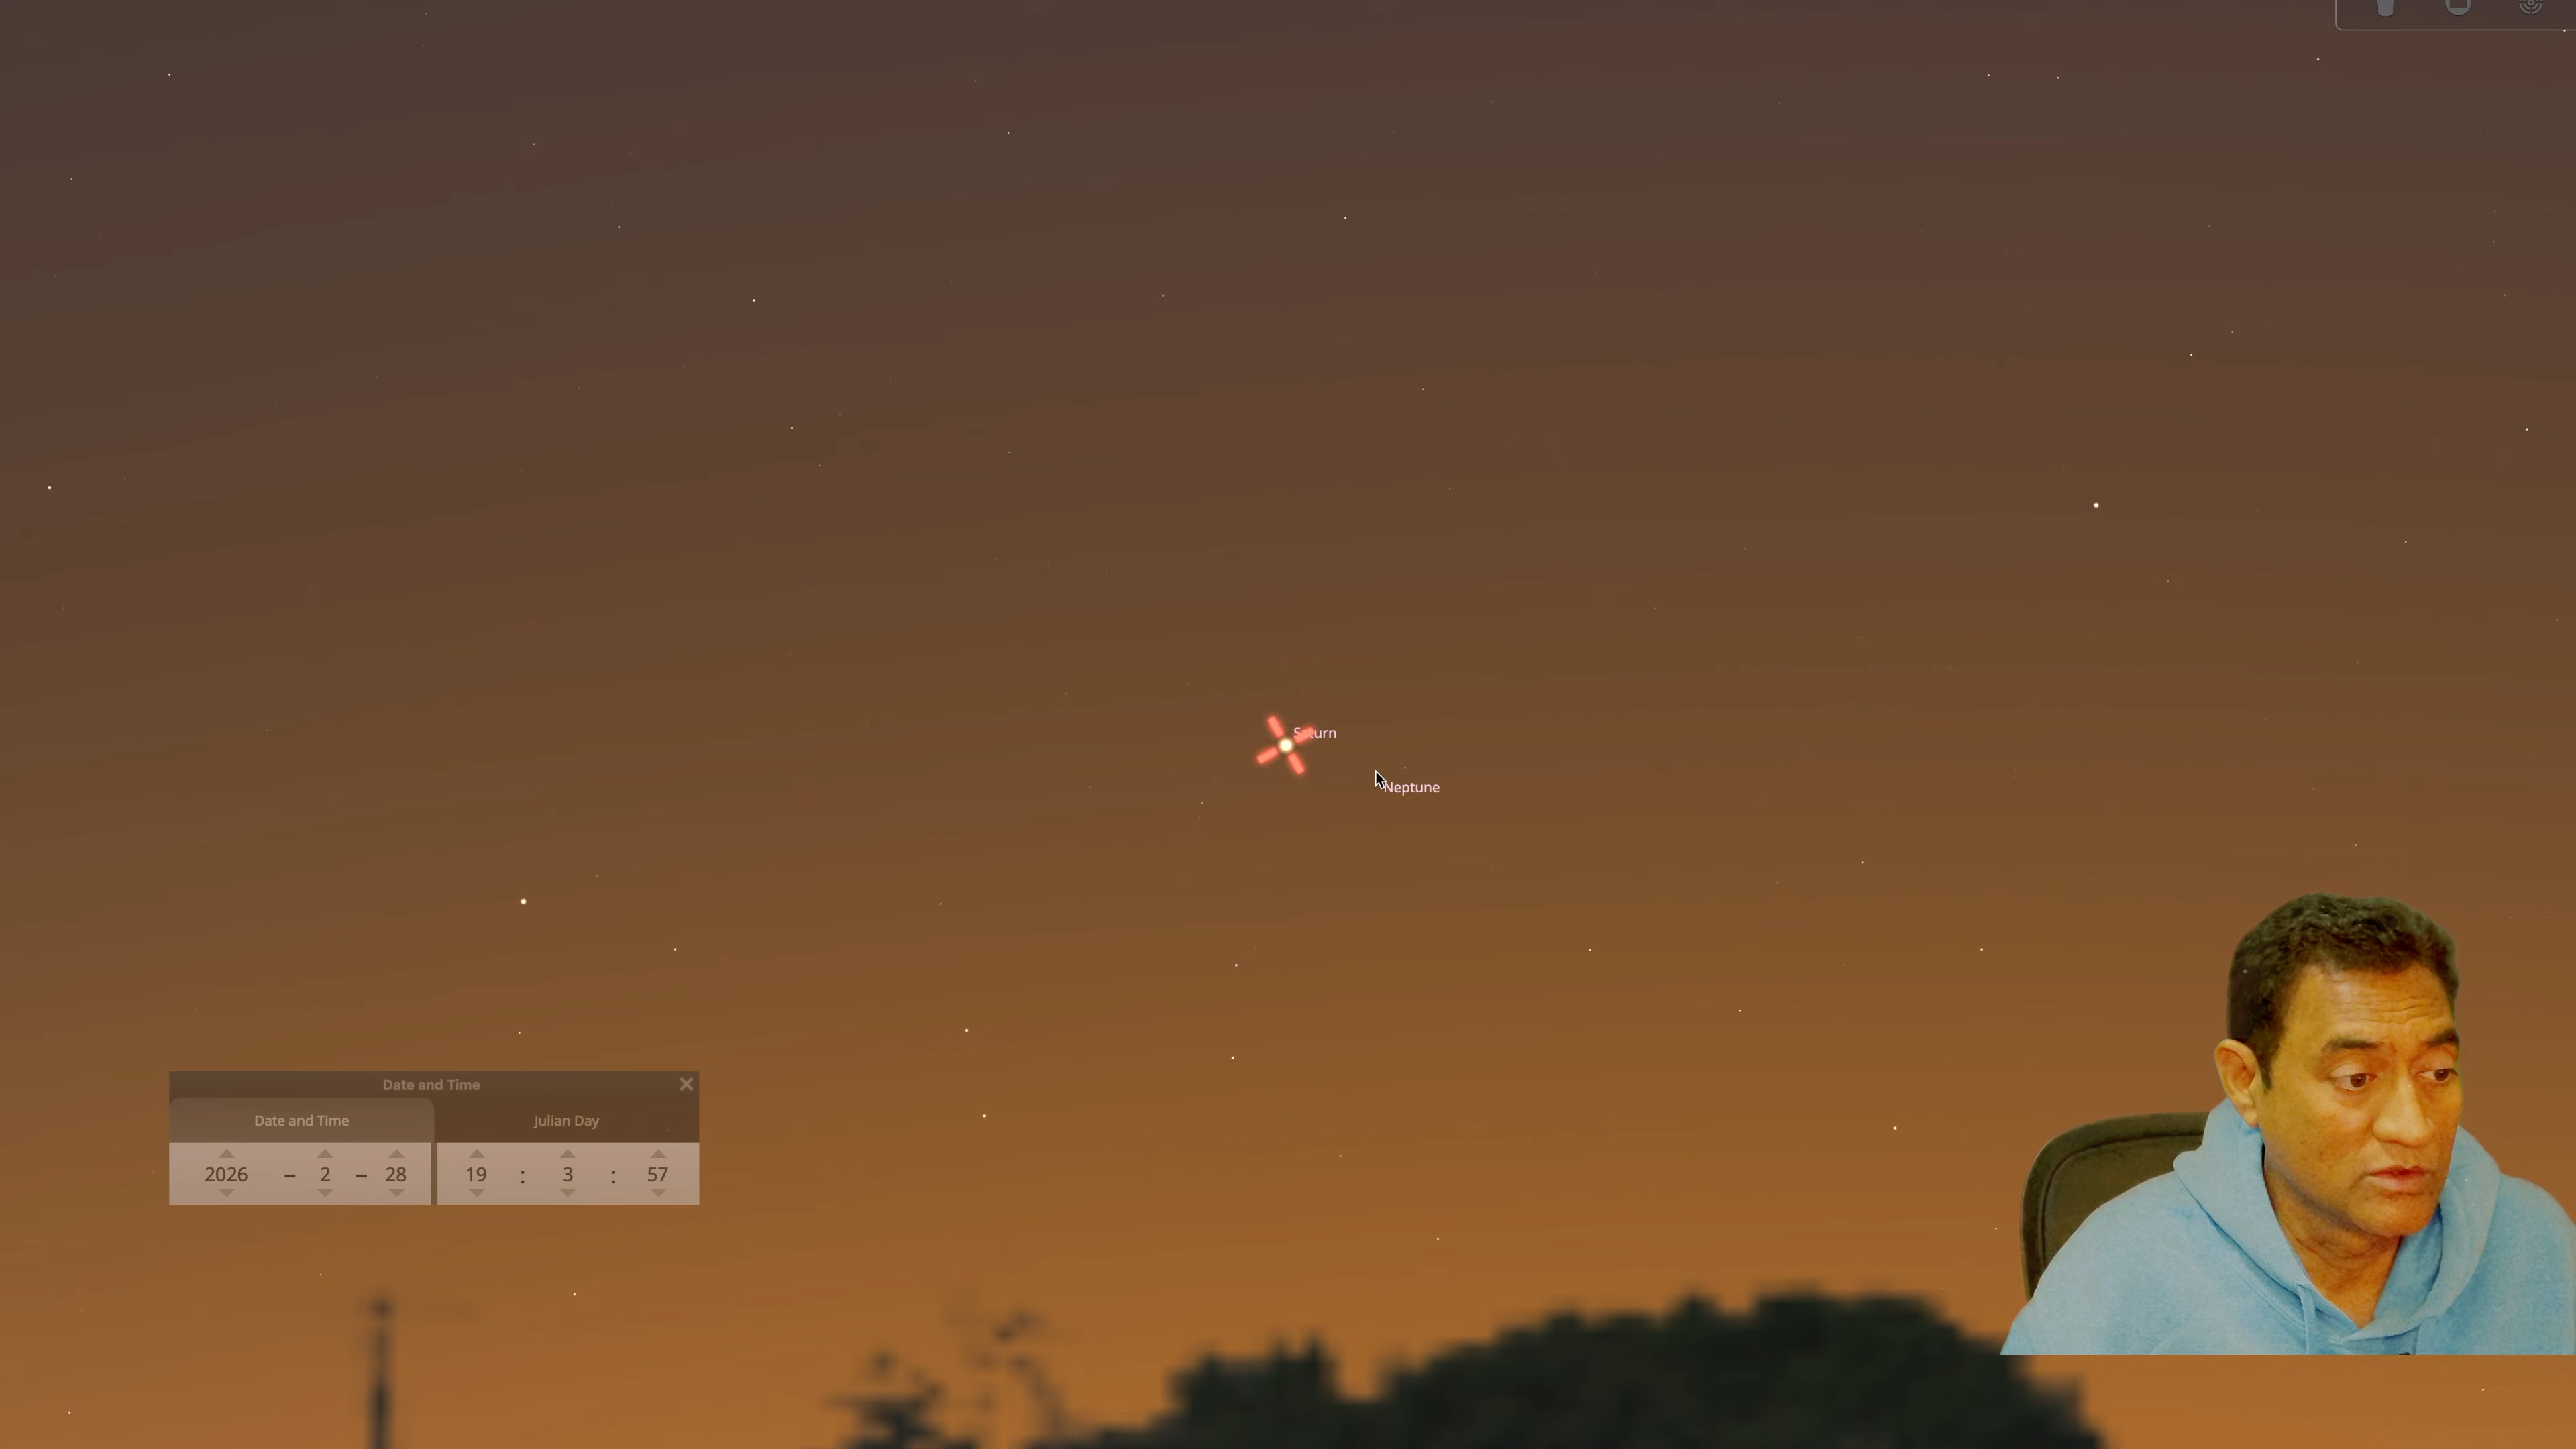 Saturn
Neptune
Date and Time
Date and Time Julian Day
2026 – 2 – 28 19 : 3 : 57